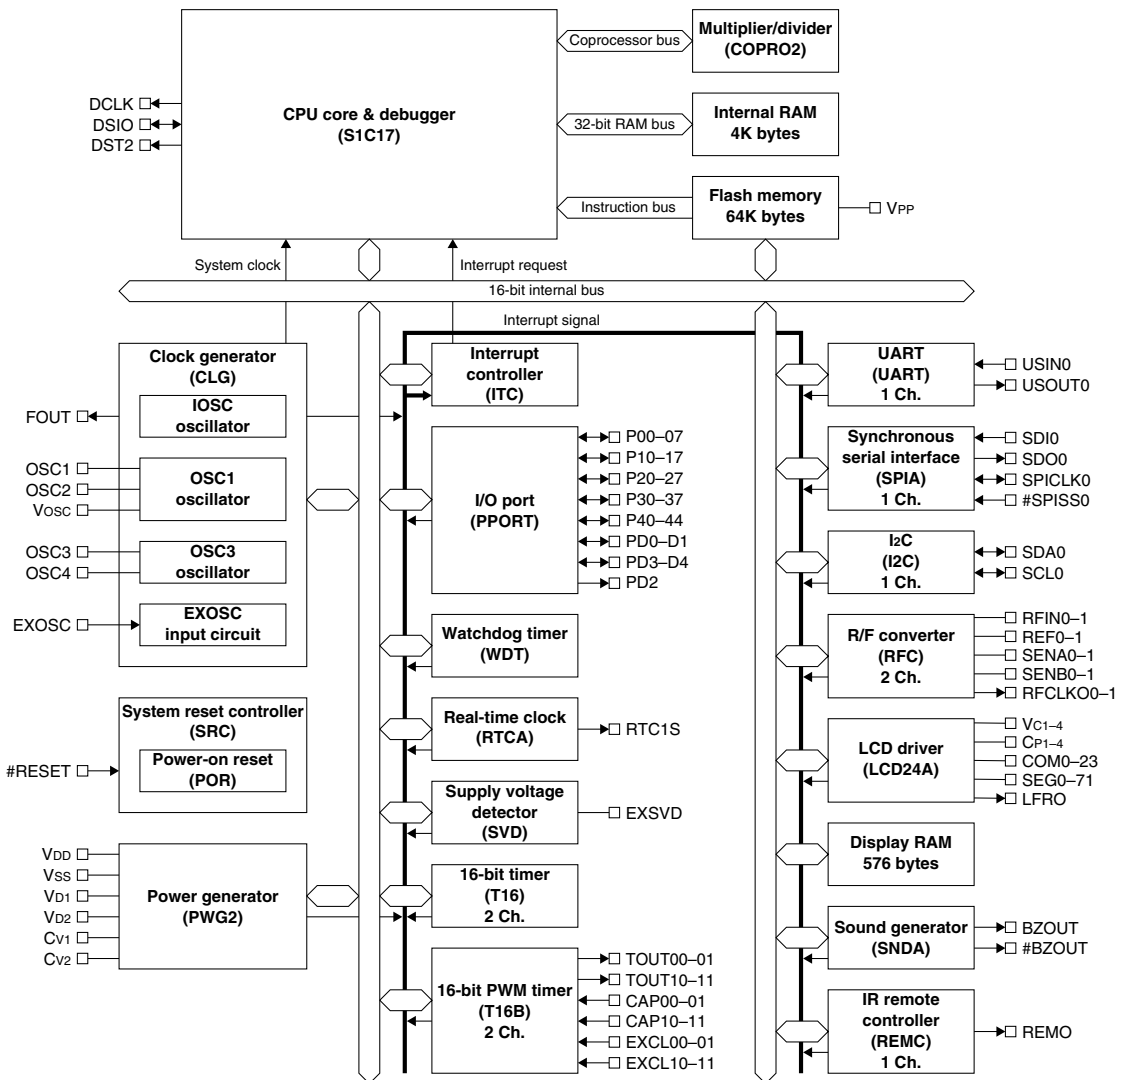 CPU core & debugger
(S1C17)
DCLK
DSIO
DST2
Coprocessor bus
Multiplier/divider
(COPRO2)
32-bit RAM bus
Internal RAM
4K bytes
Instruction bus
Flash memory
64K bytes
VPP
System clock
Interrupt request
16-bit internal bus
Interrupt signal
Clock generator
(CLG)
IOSC
oscillator
FOUT
OSC1
OSC2
VOSC
OSC1
oscillator
OSC3
OSC4
OSC3
oscillator
EXOSC
EXOSC
input circuit
System reset controller
(SRC)
Power-on reset
(POR)
#RESET
VDD
VSS
VD1
VD2
CV1
CV2
Power generator
(PWG2)
Interrupt
controller
(ITC)
I/O port
(PPORT)
P00–07
P10–17
P20–27
P30–37
P40–44
PD0–D1
PD3–D4
PD2
Watchdog timer
(WDT)
Real-time clock
(RTCA)
RTC1S
Supply voltage
detector
(SVD)
EXSVD
16-bit timer
(T16)
2 Ch.
16-bit PWM timer
(T16B)
2 Ch.
TOUT00–01
TOUT10–11
CAP00–01
CAP10–11
EXCL00–01
EXCL10–11
UART
(UART)
1 Ch.
USIN0
USOUT0
Synchronous
serial interface
(SPIA)
1 Ch.
SDI0
SDO0
SPICLK0
#SPISS0
I2C
(I2C)
1 Ch.
SDA0
SCL0
R/F converter
(RFC)
2 Ch.
RFIN0–1
REF0–1
SENA0–1
SENB0–1
RFCLKO0–1
LCD driver
(LCD24A)
VC1–4
CP1–4
COM0–23
SEG0–71
LFRO
Display RAM
576 bytes
Sound generator
(SNDA)
BZOUT
#BZOUT
IR remote
controller
(REMC)
1 Ch.
REMO